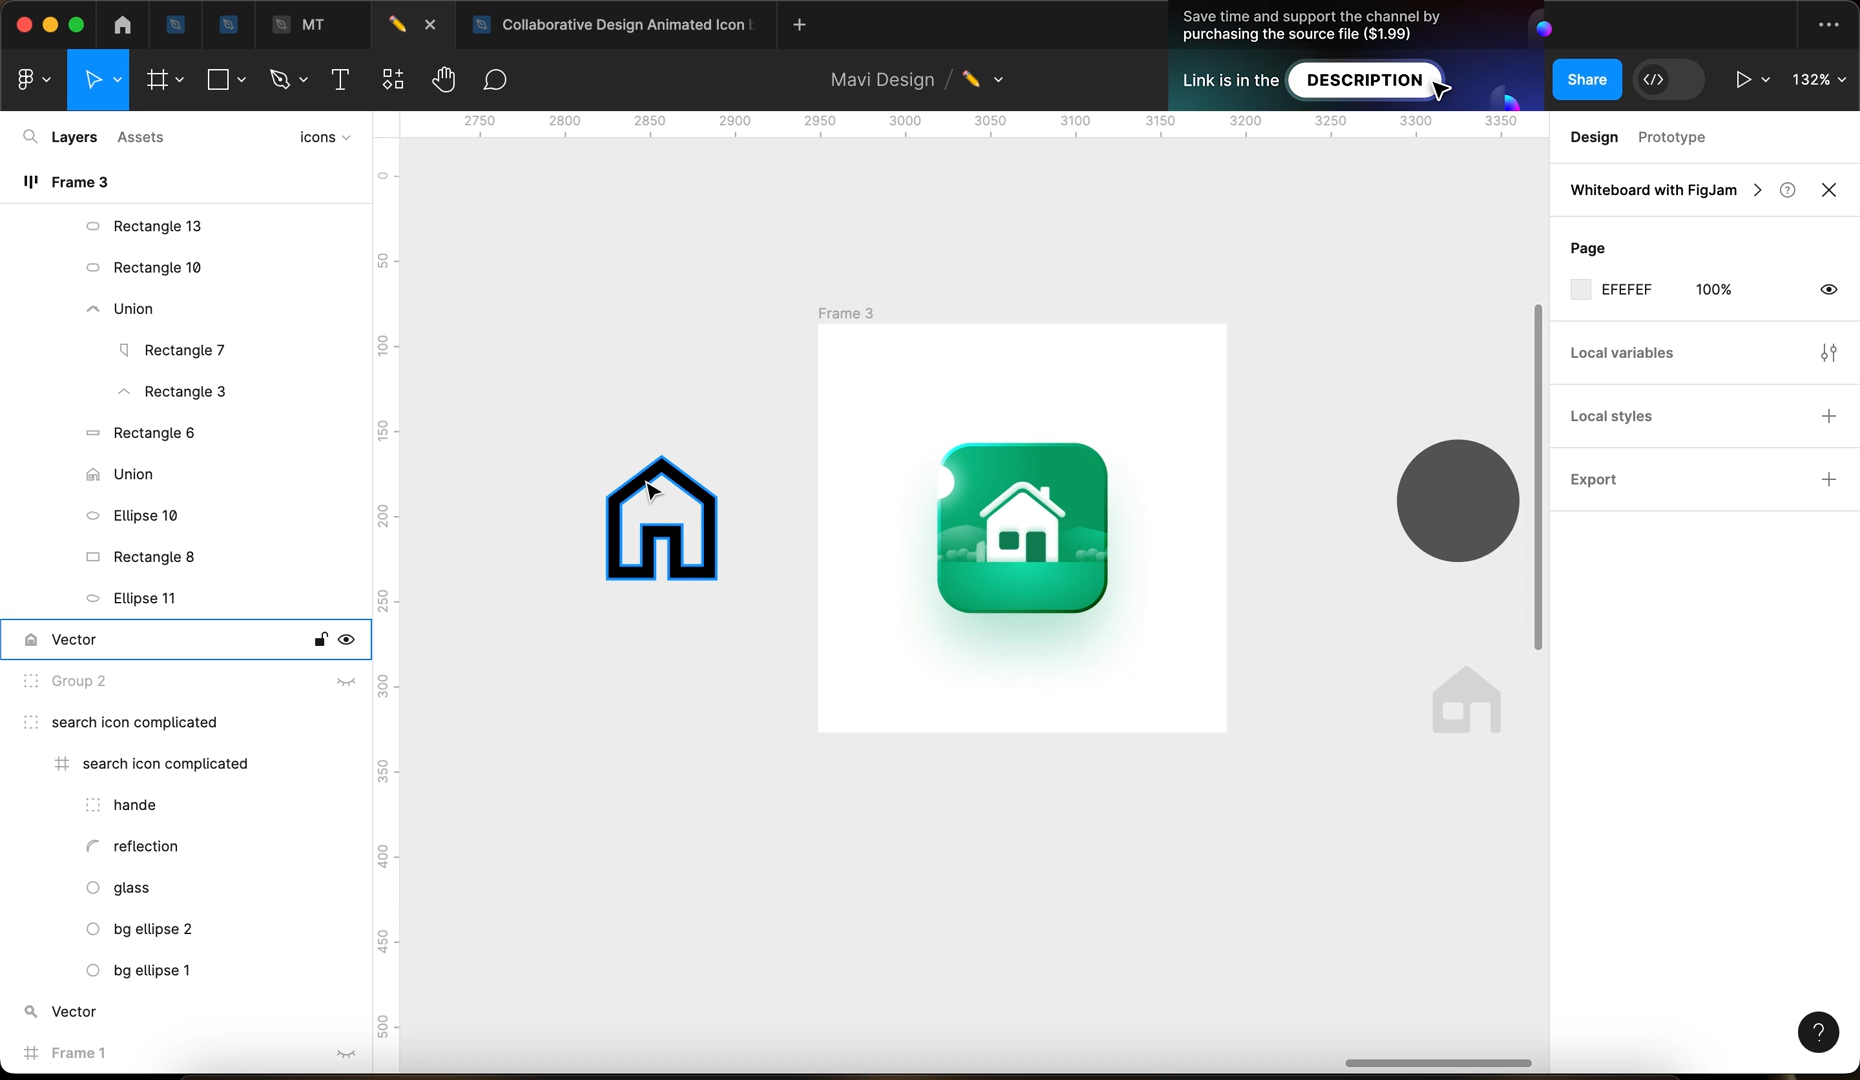 MT
Collaborative Design Animated Icon
Save time and support the channel by
purchasing the source file ($1.99)
Link is in the DESCRIPTION
Mavi Design /
Share
132%
Layers
Assets
icons
Frame 3
Rectangle 13
Rectangle 10
Union
Rectangle 7
Rectangle 3
Rectangle 6
Union
Ellipse 10
Rectangle 8
Ellipse 11
Vector
Group 2
search icon complicated
search icon complicated
hande
reflection
glass
bg ellipse 2
bg ellipse 1
Vector
Frame 1
2750 2800 2850 2900 2950 3000 3050 3100 3150 3200 3250 3300 3350
0
50
100
150
200
250
300
350
400
450
500
Frame 3
Design
Prototype
Whiteboard with FigJam
Page
EFEFEF 100%
Local variables
Local styles
Export
?